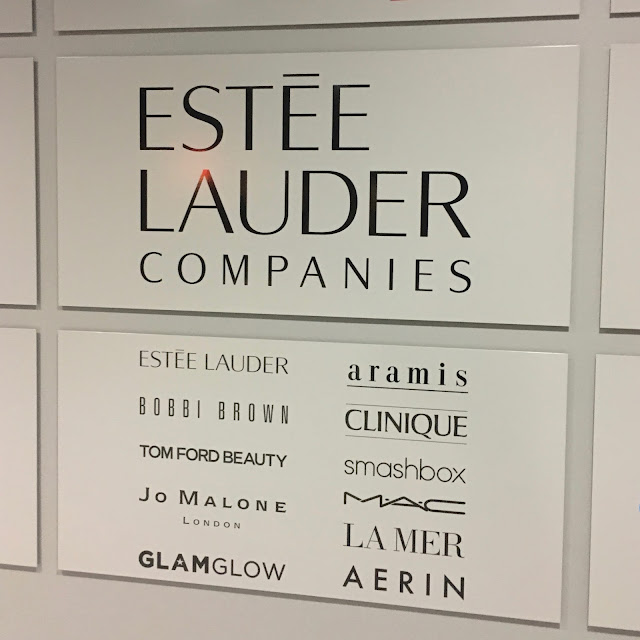 ESTĒE
LAUDER
COMPANIES
ESTĒE LAUDER
BOBBI BROWN
TOM FORD BEAUTY
JO MALONE
LONDON
GLAMGLOW
aramis
CLINIQUE
smashbox
M·A·C
LA MER
AERIN